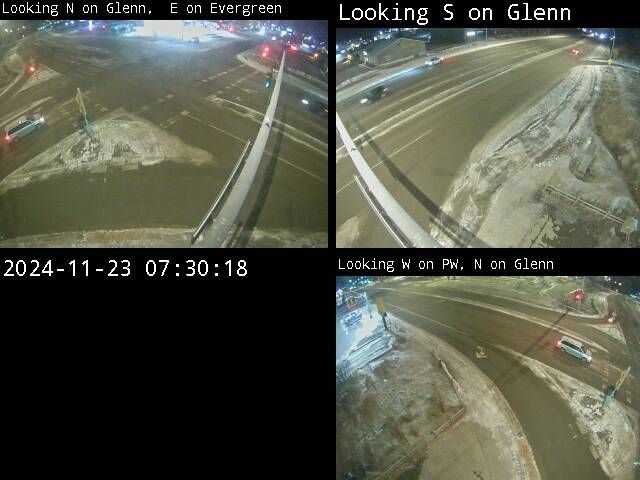 Looking N on Glenn,  E on Evergreen
Looking S on Glenn
2024-11-23 07:30:18
Looking W on PW, N on Glenn